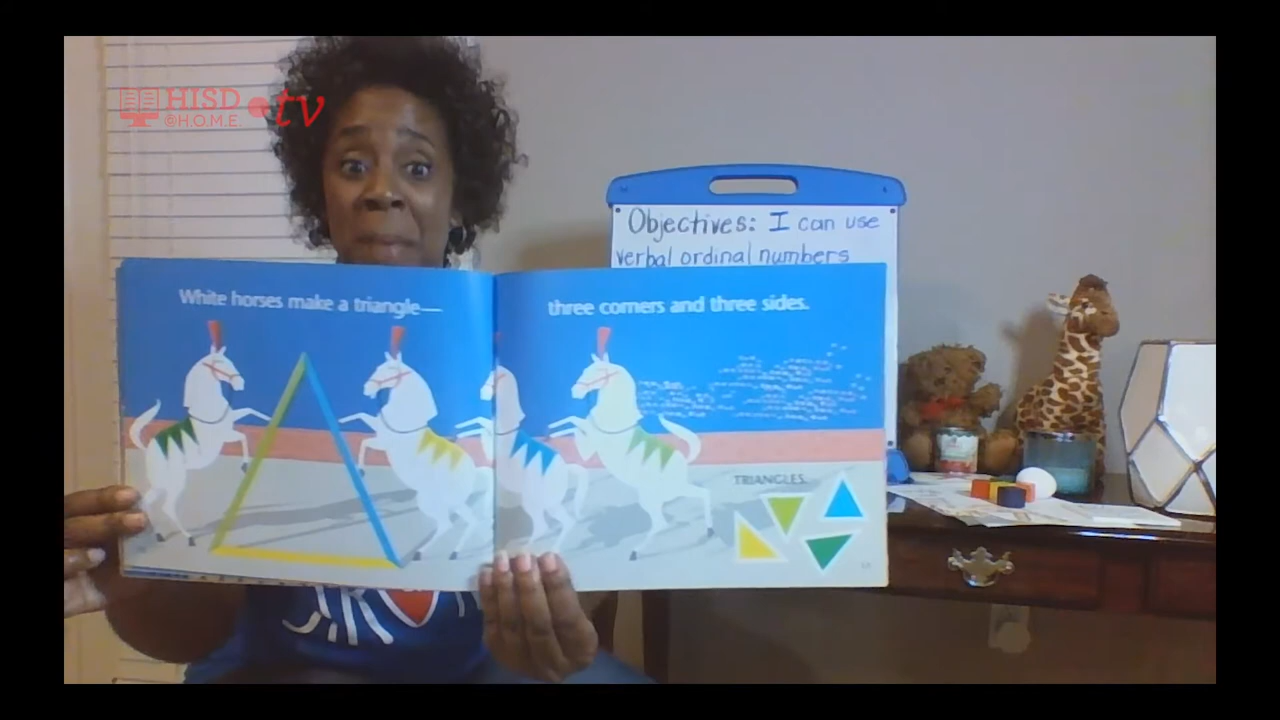 HISD
@H.O.M.E.
tv
Objectives: I can use
verbal ordinal numbers
White horses make a triangle—
three corners and three sides.
TRIANGLES